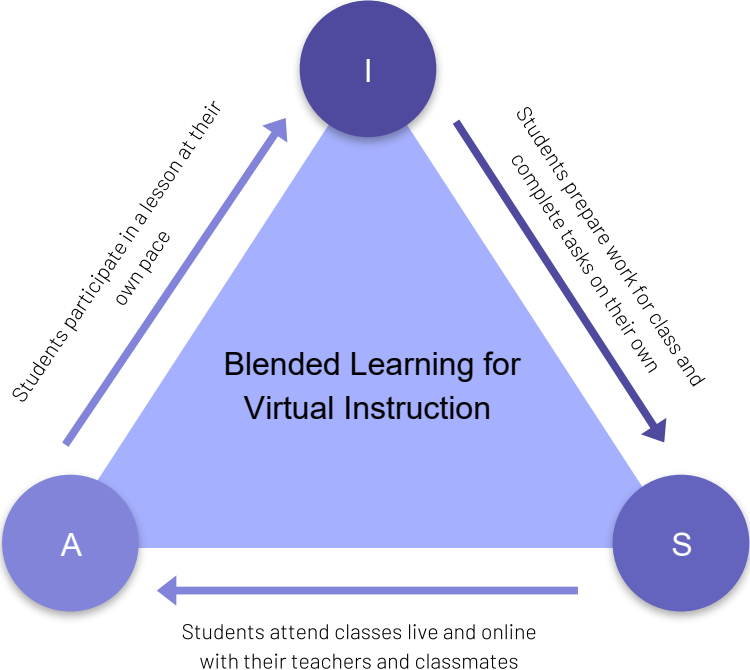 I
Students participate in a lesson at their
own pace
Students prepare work for class and
complete tasks on their own
Blended Learning for
Virtual Instruction
A
S
Students attend classes live and online
with their teachers and classmates